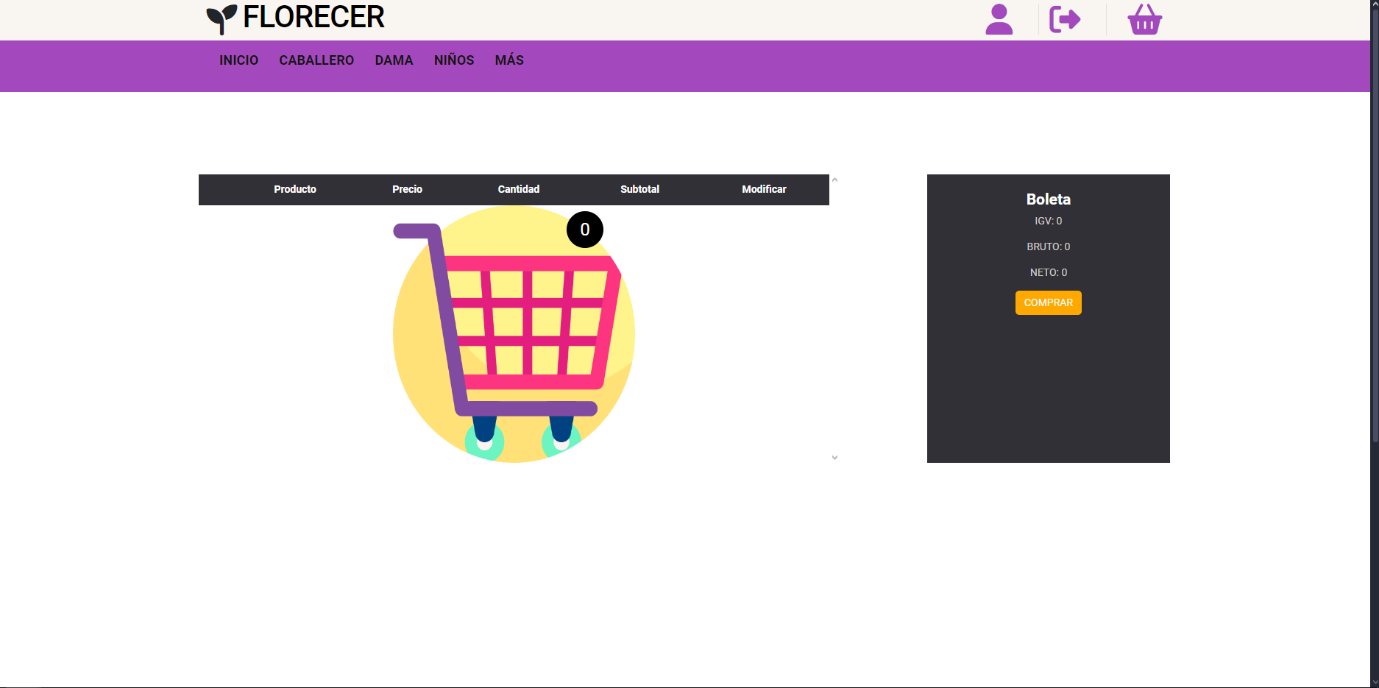 FLORECER
INICIO CABALLERO DAMA NIÑOS MÁS
Producto Precio Cantidad Subtotal Modificar
0
Boleta
IGV: 0
BRUTO: 0
NETO: 0
COMPRAR